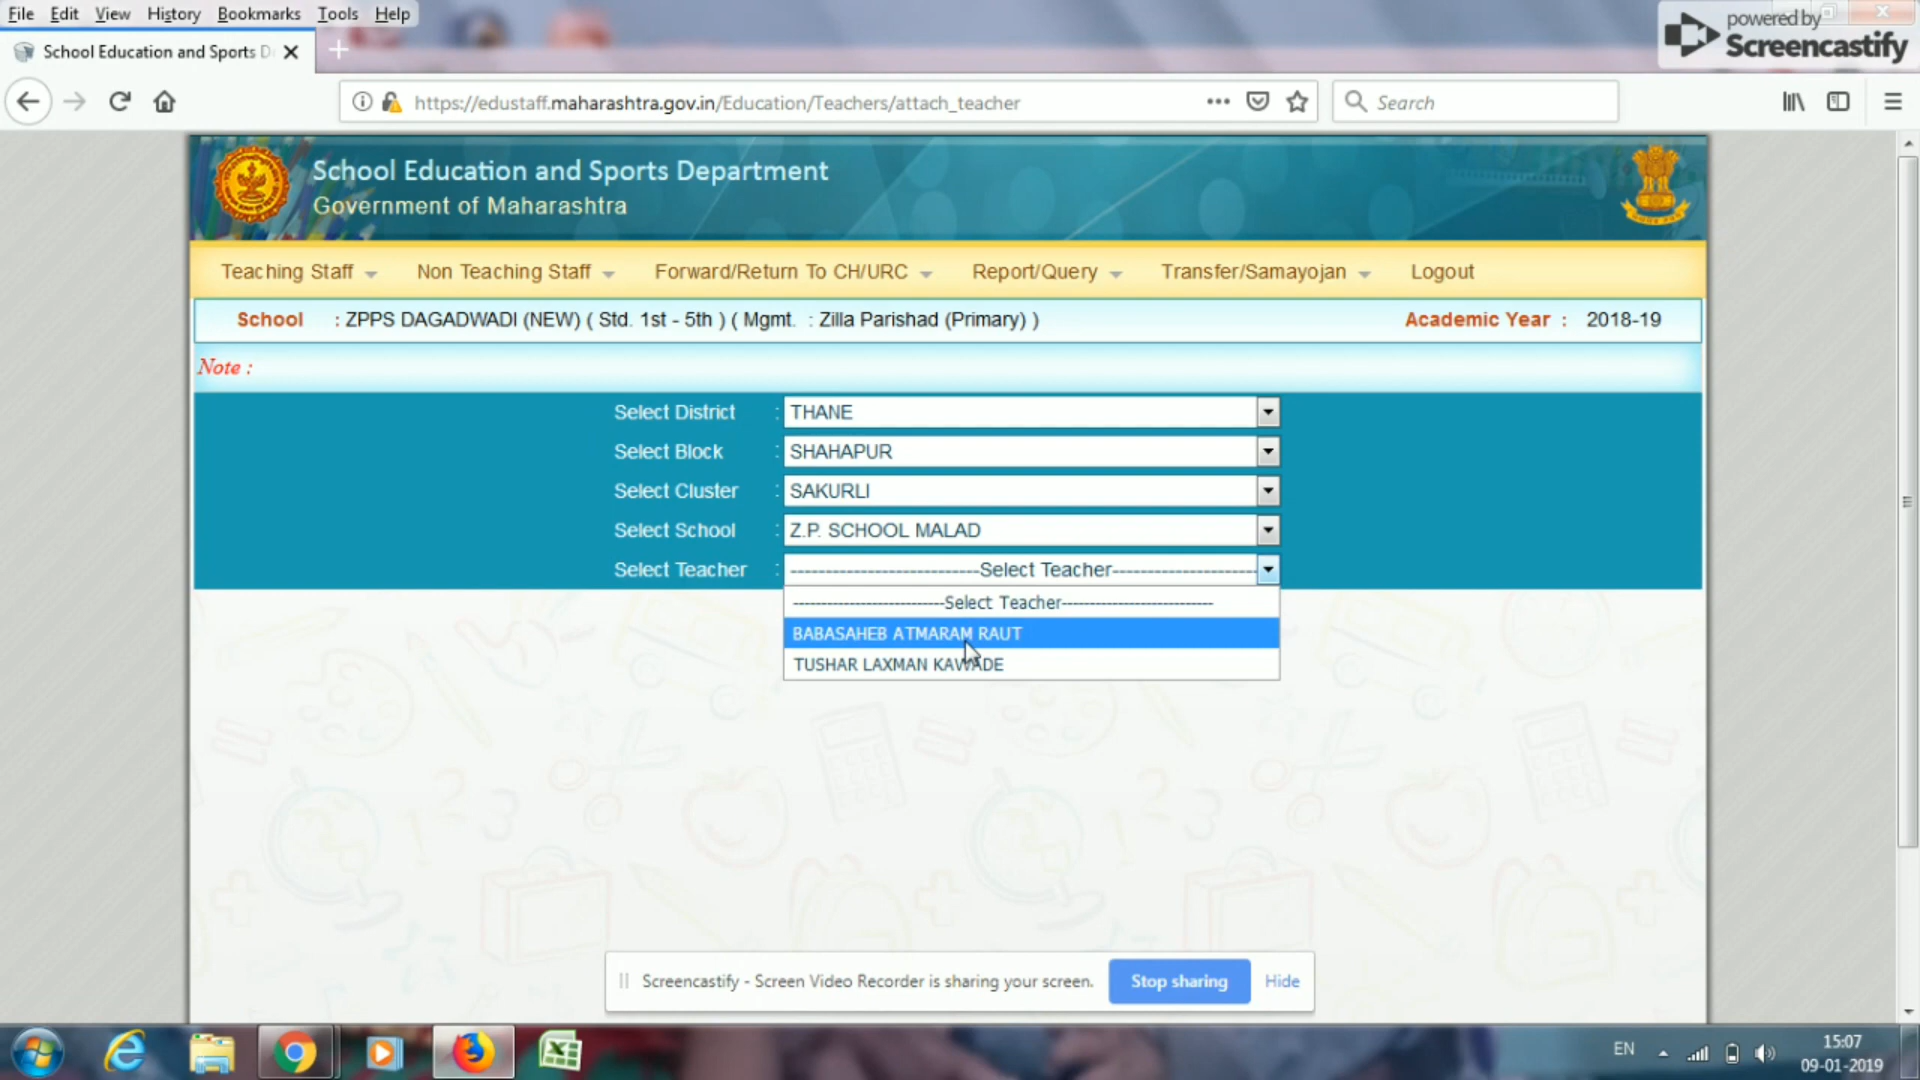 File Edit View History Bookmarks Tools Help
powered by
Screencastify
School Education and Sports D
https://edustaff.maharashtra.gov.in/Education/Teachers/attach_teacher
Search
School Education and Sports Department
Government of Maharashtra
Teaching Staff Non Teaching Staff Forward/Return To CH/URC Report/Query Transfer/Samayojan Logout
School : ZPPS DAGADWADI (NEW) ( Std. 1st - 5th ) ( Mgmt. : Zilla Parishad (Primary) ) Academic Year : 2018-19
Note :
Select District : THANE
Select Block : SHAHAPUR
Select Cluster : SAKURLI
Select School : Z.P. SCHOOL MALAD
Select Teacher : ---------------------------Select Teacher---------------------
---------------------------Select Teacher---------------------------
BABASAHEB ATMARAM RAUT
TUSHAR LAXMAN KAWADE
Screencastify - Screen Video Recorder is sharing your screen. Stop sharing Hide
EN
15:07
09-01-2019